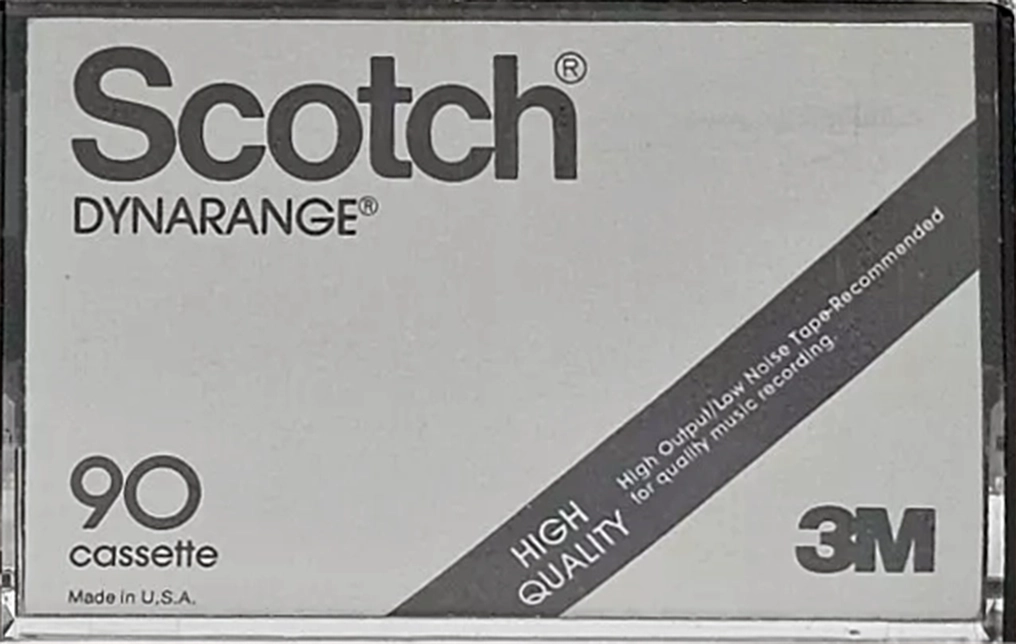 Scotch®
DYNARANGE®
90
cassette
Made in U.S.A.
HIGH
QUALITY
High Output/Low Noise Tape-Recommended
for quality music recording.
3M